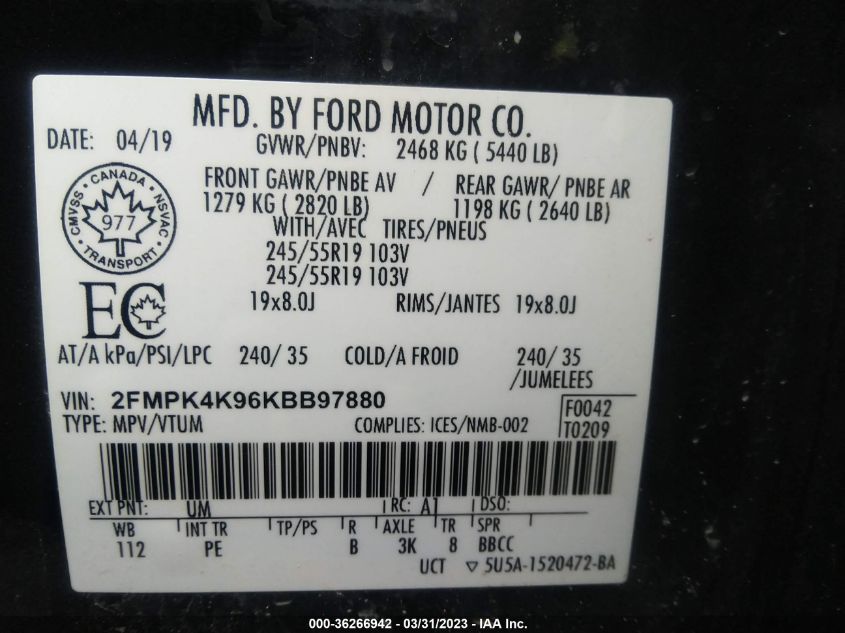 MFD. BY FORD MOTOR CO.
DATE: 04/19
GVWR/PNBV: 2468 KG ( 5440 LB)
FRONT GAWR/PNBE AV / REAR GAWR/ PNBE AR
1279 KG ( 2820 LB) 1198 KG ( 2640 LB)
WITH/AVEC TIRES/PNEUS
245/55R19 103V
245/55R19 103V
19x8.0J RIMS/JANTES 19x8.0J
CMVSS · CANADA · NSVAC
977
· TRANSPORT ·
EC
AT/A kPa/PSI/LPC 240/ 35 COLD/A FROID 240/ 35
/JUMELEES
VIN: 2FMPK4K96KBB97880
F0042
TYPE: MPV/VTUM COMPLIES: ICES/NMB-002 T0209
EXT PNT: UM RC: A1 DSO:
WB INT TR TP/PS R AXLE TR SPR
112 PE B 3K 8 BBCC
UCT ▽ 5U5A-1520472-BA
000-36266942 - 03/31/2023 - IAA Inc.